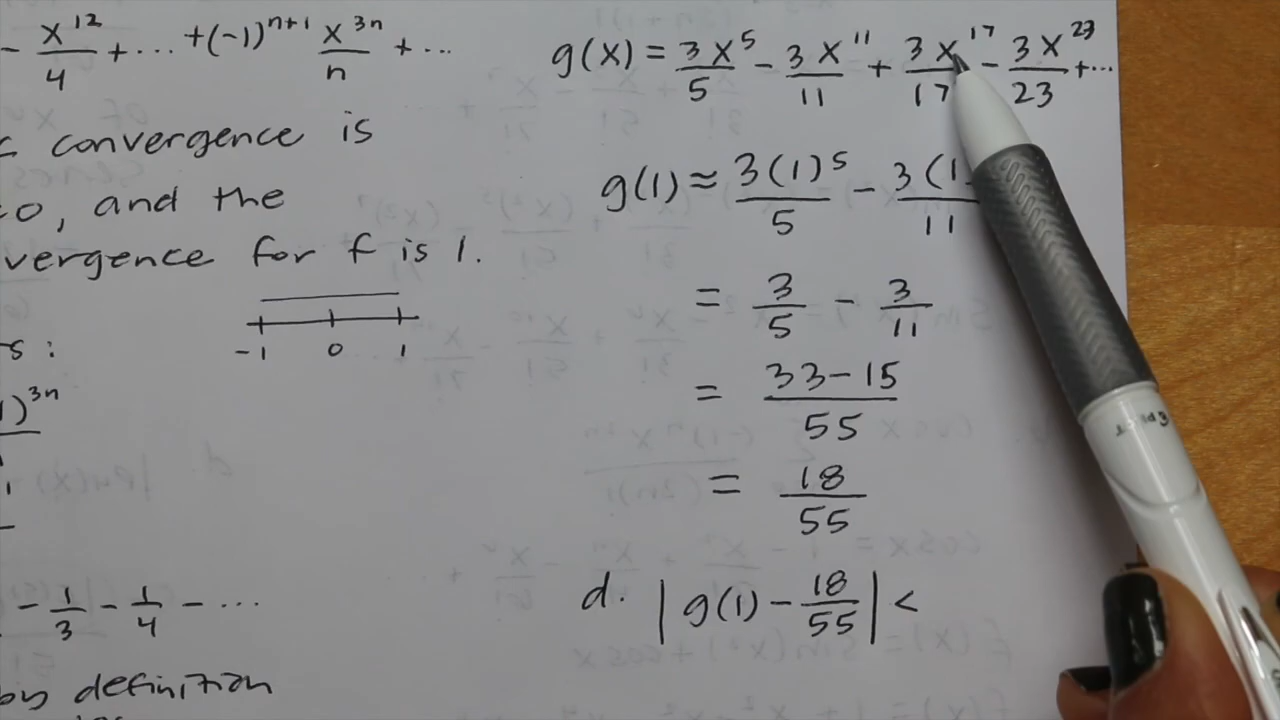 - x^12/4 + ... + (-1)^(n+1) x^(3n)/n + ...
convergence is
=0, and the
vergence for f is 1.
-1 0 1
rs:
1)^3n
- 1/3 - 1/4 - ...
by definition
g(x) = 3x^5/5 - 3x^11/11 + 3x^17/17 - 3x^23/23 + ...
g(1) ≈ 3(1)^5/5 - 3(1/11
= 3/5 - 3/11
= 33-15/55
= 18/55
d. | g(1) - 18/55 | <